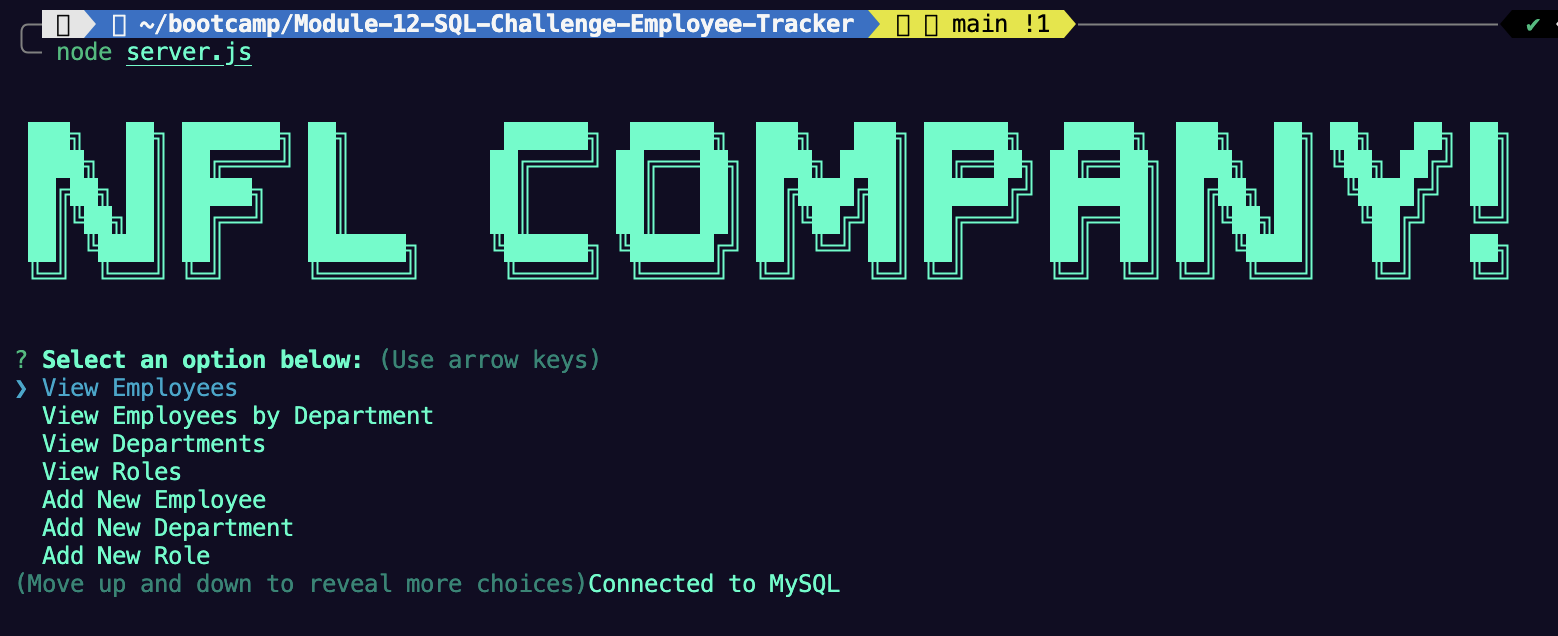 ~/bootcamp/Module-12-SQL-Challenge-Employee-Tracker main !1 ✔
node server.js
NFL COMPANY!
? Select an option below: (Use arrow keys)
❯ View Employees
View Employees by Department
View Departments
View Roles
Add New Employee
Add New Department
Add New Role
(Move up and down to reveal more choices)Connected to MySQL